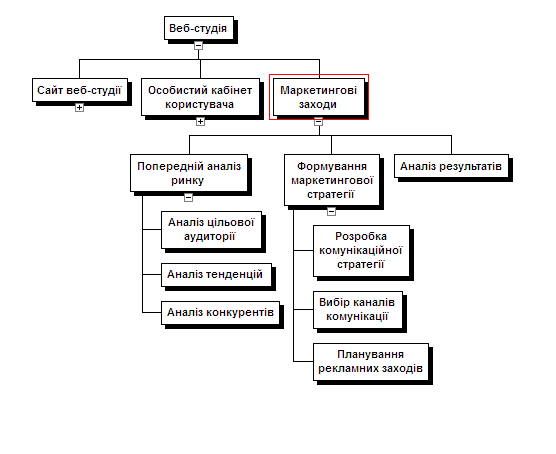 Веб-студія
Сайт веб-студії
Особистий кабінет
користувача
Маркетингові
заходи
Попередній аналіз
ринку
Формування
маркетингової
стратегії
Аналіз результатів
Аналіз цільової
аудиторії
Аналіз тенденцій
Аналіз конкурентів
Розробка
комунікаційної
стратегії
Вибір каналів
комунікації
Планування
рекламних заходів